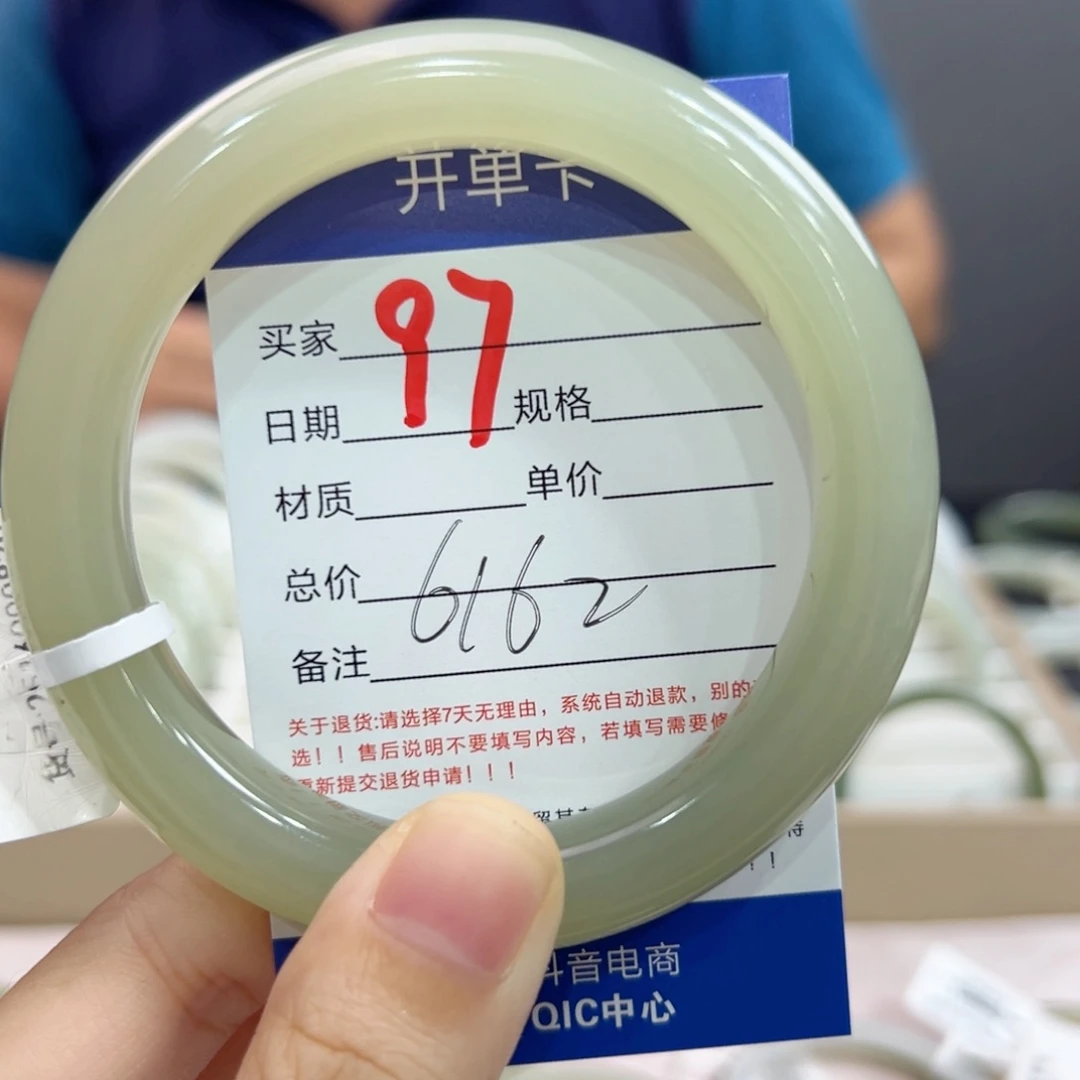 开单卡
买家 97
日期 规格
材质 单价
总价 6162
备注
关于退货:请选择7天无理由，系统自动退款，别的
选！！售后说明不要填写内容，若填写需要修
重新提交退货申请！！！
抖音电商
QIC中心